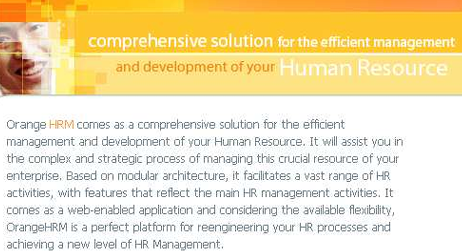 comprehensive solution for the efficient management
and development of your Human Resource
Orange HRM comes as a comprehensive solution for the efficient
management and development of your Human Resource. It will assist you in
the complex and strategic process of managing this crucial resource of your
enterprise. Based on modular architecture, it facilitates a vast range of HR
activities, with features that reflect the main HR management activities. It
comes as a web-enabled application and considering the available flexibility,
OrangeHRM is a perfect platform for reengineering your HR processes and
achieving a new level of HR Management.